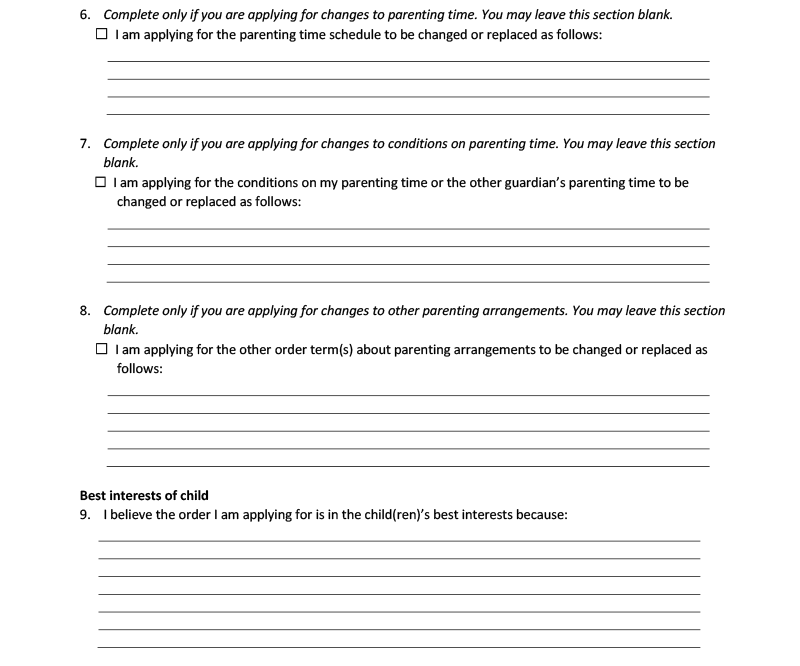 6. Complete only if you are applying for changes to parenting time. You may leave this section blank.
☐ I am applying for the parenting time schedule to be changed or replaced as follows:
7. Complete only if you are applying for changes to conditions on parenting time. You may leave this section
blank.
☐ I am applying for the conditions on my parenting time or the other guardian’s parenting time to be
changed or replaced as follows:
8. Complete only if you are applying for changes to other parenting arrangements. You may leave this section
blank.
☐ I am applying for the other order term(s) about parenting arrangements to be changed or replaced as
follows:
Best interests of child
9. I believe the order I am applying for is in the child(ren)’s best interests because: